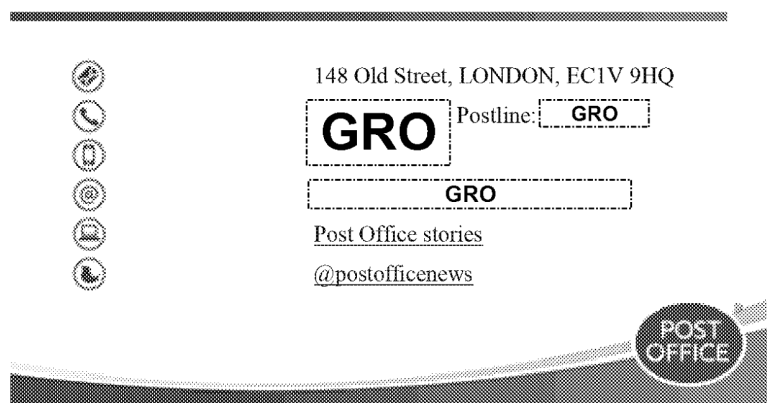 148 Old Street, LONDON, EC1V 9HQ
GRO Postline: GRO
GRO
Post Office stories
@postofficenews
POST
OFFICE